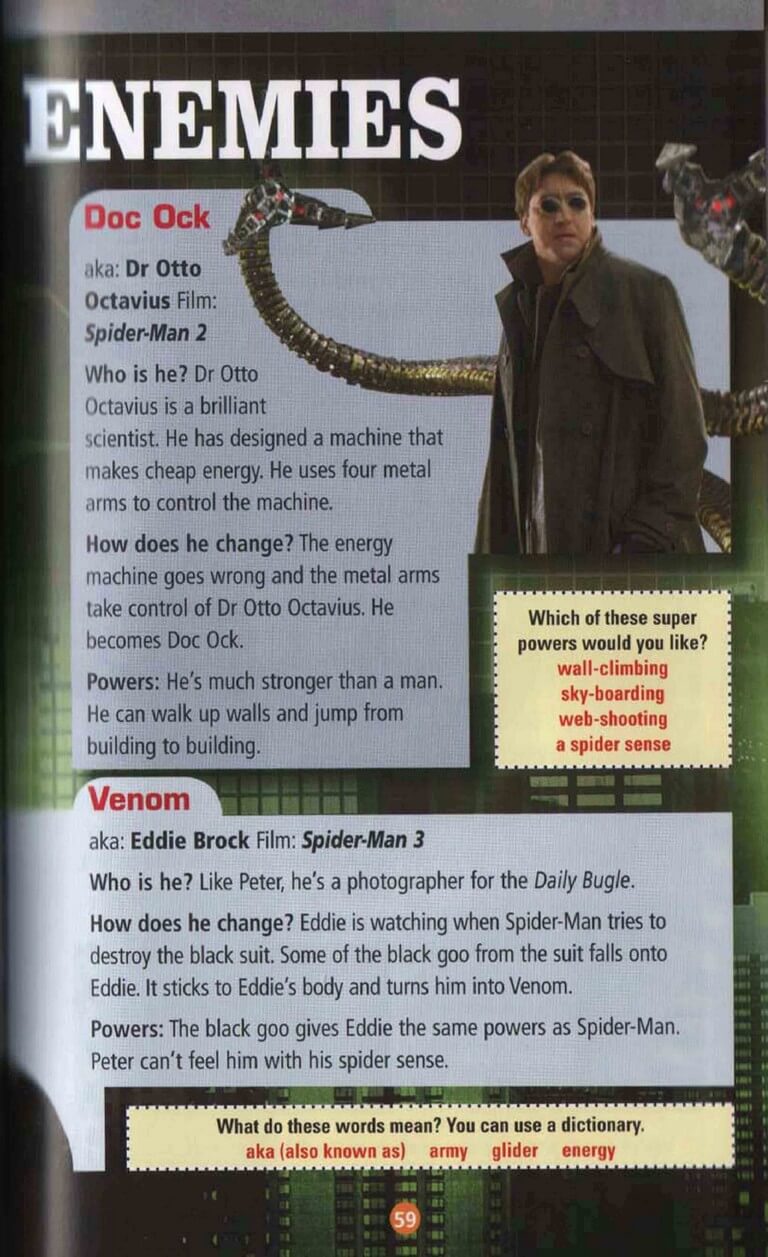 ENEMIES
Doc Ock
aka: Dr Otto
Octavius Film:
Spider-Man 2
Who is he? Dr Otto
Octavius is a brilliant
scientist. He has designed a machine that
makes cheap energy. He uses four metal
arms to control the machine.
How does he change? The energy
machine goes wrong and the metal arms
take control of Dr Otto Octavius. He
becomes Doc Ock.
Powers: He's much stronger than a man.
He can walk up walls and jump from
building to building.
Which of these super
powers would you like?
wall-climbing
sky-boarding
web-shooting
a spider sense
Venom
aka: Eddie Brock Film: Spider-Man 3
Who is he? Like Peter, he's a photographer for the Daily Bugle.
How does he change? Eddie is watching when Spider-Man tries to
destroy the black suit. Some of the black goo from the suit falls onto
Eddie. It sticks to Eddie's body and turns him into Venom.
Powers: The black goo gives Eddie the same powers as Spider-Man.
Peter can't feel him with his spider sense.
What do these words mean? You can use a dictionary.
aka (also known as) army glider energy
59